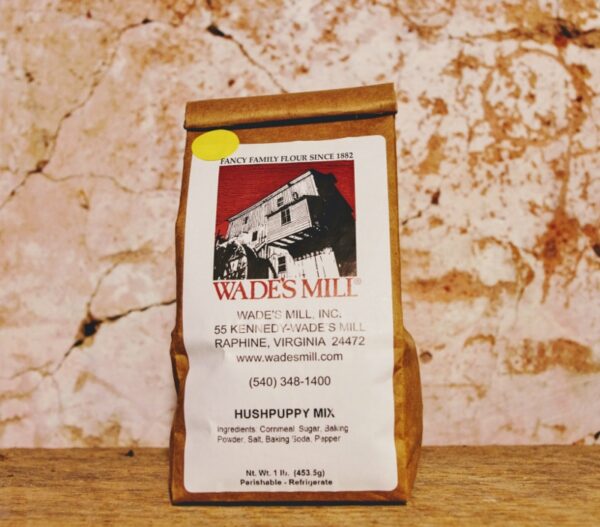 FANCY FAMILY FLOUR SINCE 1882
WADE'S MILL®
WADE'S MILL, INC.
55 KENNEDY-WADE'S MILL
RAPHINE, VIRGINIA 24472
www.wadesmill.com
(540) 348-1400
HUSHPUPPY MIX
Ingredients: Cornmeal, Sugar, Baking
Powder, Salt, Baking Soda, Pepper
Nt. Wt. 1 lb. (453.5g)
Perishable - Refrigerate